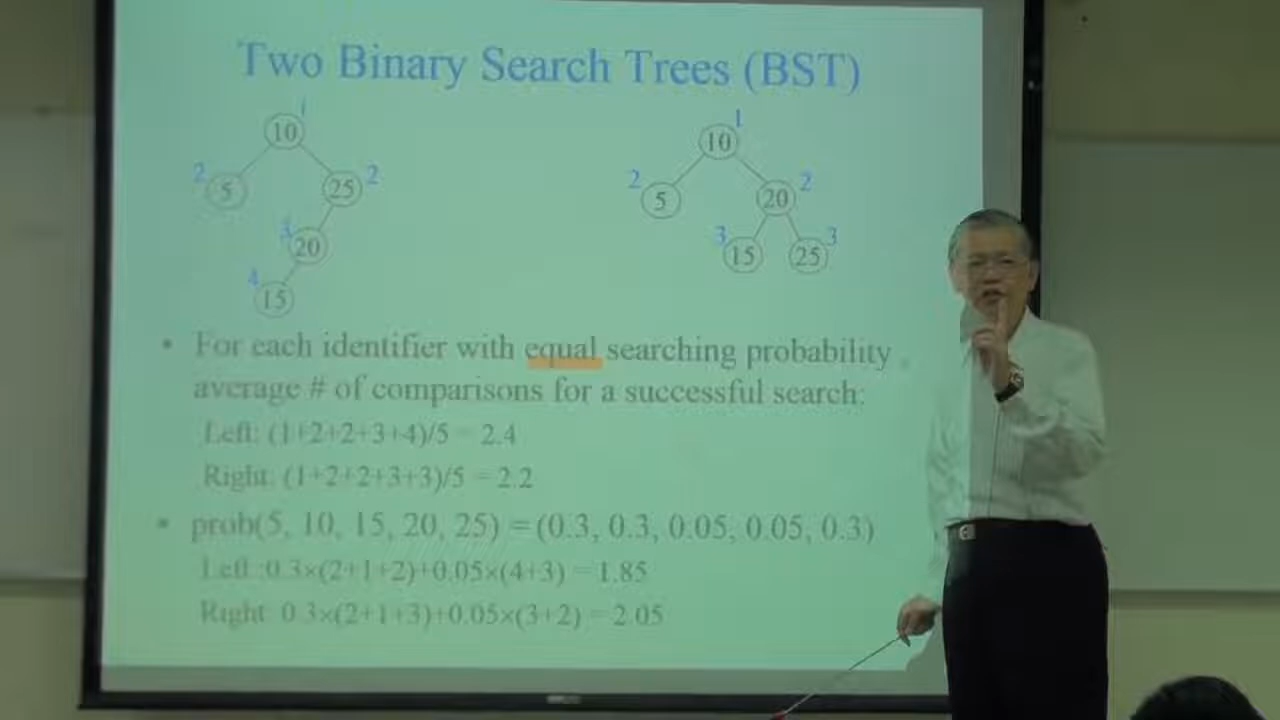 Two Binary Search Trees (BST)
1
10
2
5
25
2
3
20
4
15
1
10
2
5
20
2
3
15
25
3
• For each identifier with equal searching probability
average # of comparisons for a successful search:
Left: (1+2+2+3+4)/5 = 2.4
Right: (1+2+2+3+3)/5 = 2.2
• prob(5, 10, 15, 20, 25) = (0.3, 0.3, 0.05, 0.05, 0.3)
Left :0.3×(2+1+2)+0.05×(4+3) = 1.85
Right: 0.3×(2+1+3)+0.05×(3+2) = 2.05